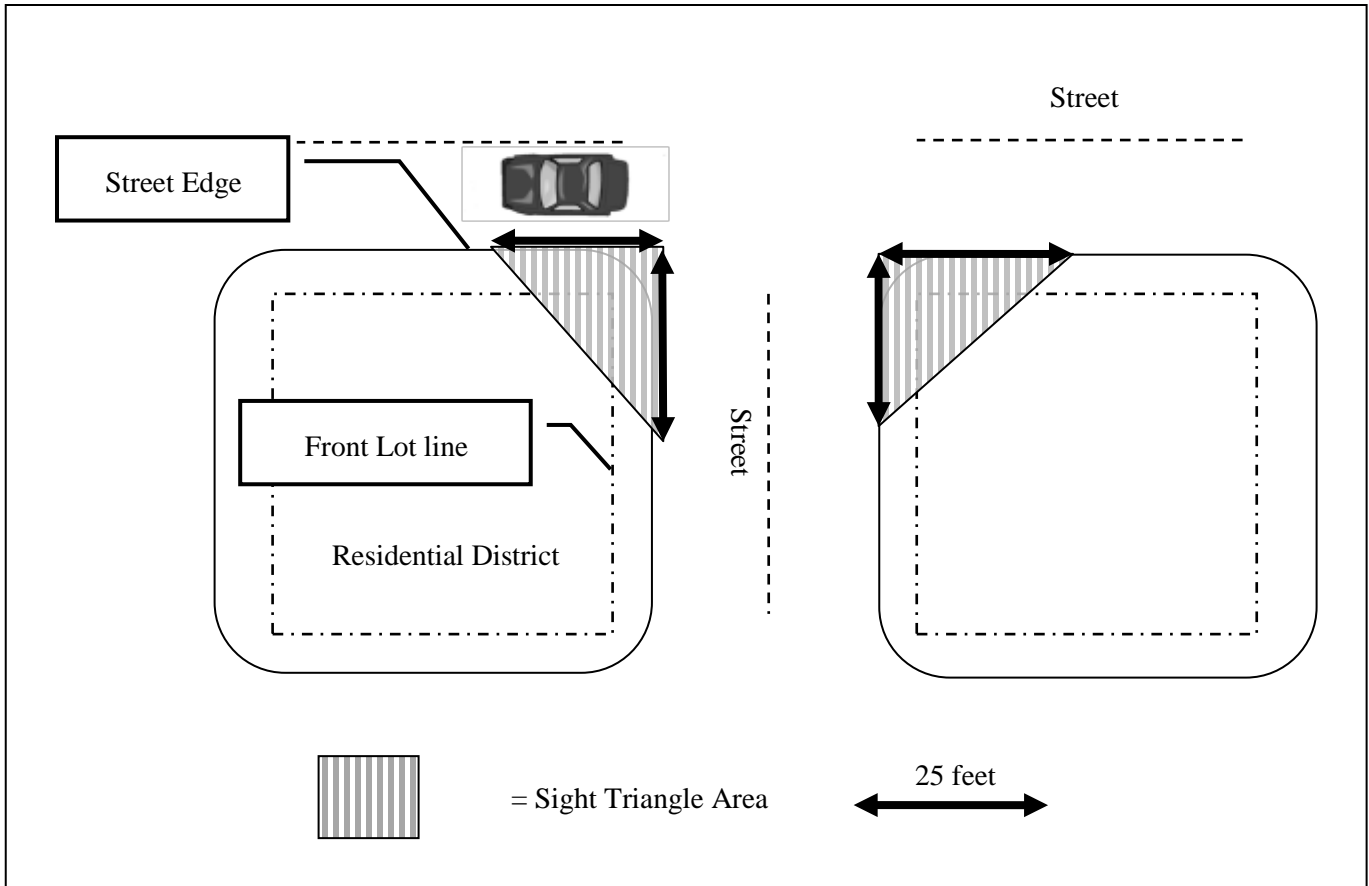 Street
Street Edge
Street
Front Lot line
Residential District
25 feet
= Sight Triangle Area